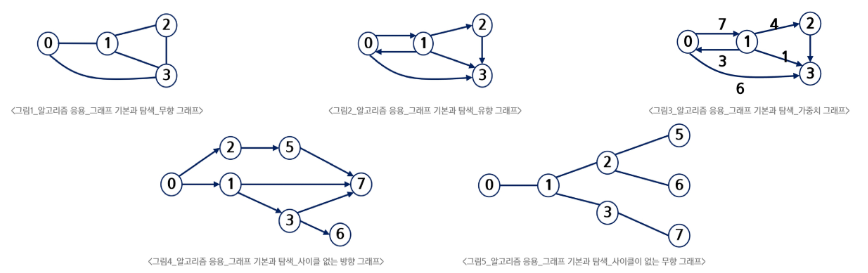 0 1 2 3
0 1 2 3
0 1 2 3 7 4 3 1 6
<그림1_알고리즘 응용_그래프 기본과 탐색_무향 그래프>
<그림2_알고리즘 응용_그래프 기본과 탐색_유향 그래프>
<그림3_알고리즘 응용_그래프 기본과 탐색_가중치 그래프>
0 2 5 1 7 3 6
0 1 2 3 5 6 7
<그림4_알고리즘 응용_그래프 기본과 탐색_사이클 없는 방향 그래프>
<그림5_알고리즘 응용_그래프 기본과 탐색_사이클이 없는 무향 그래프>